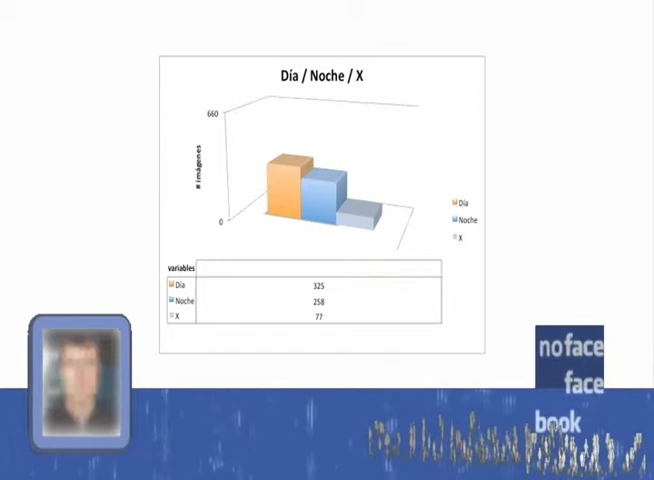 Día / Noche / X
660
# imágenes
0
Día
Noche
X
variables
Día 325
Noche 258
X 77
noface
face
book